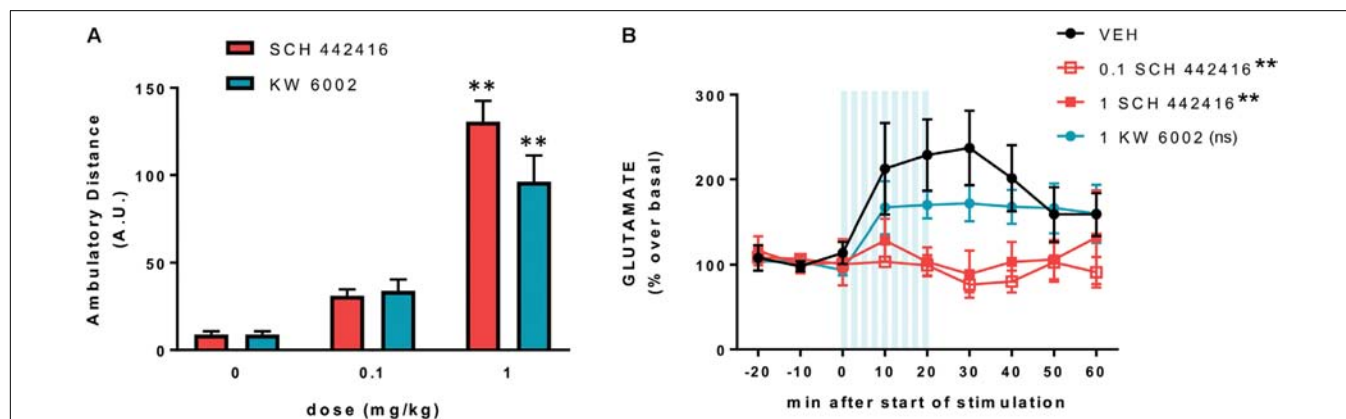 A
SCH 442416
KW 6002
Ambulatory Distance
(A.U.)
150
100
50
0
**
**
0
0.1
1
dose (mg/kg)
B
VEH
0.1 SCH 442416**
1 SCH 442416**
1 KW 6002 (ns)
GLUTAMATE
(% over basal)
300
200
100
0
-20
-10
0
10
20
30
40
50
60
min after start of stimulation